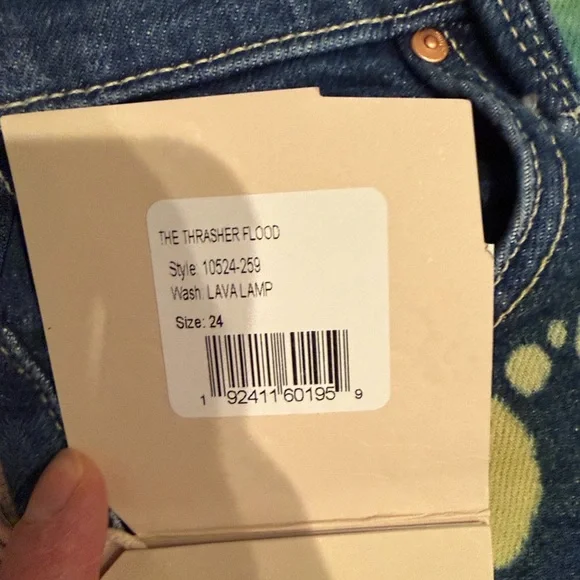 THE THRASHER FLOOD
Style: 10524-259
Wash: LAVA LAMP
Size: 24
1 92411 60195 9